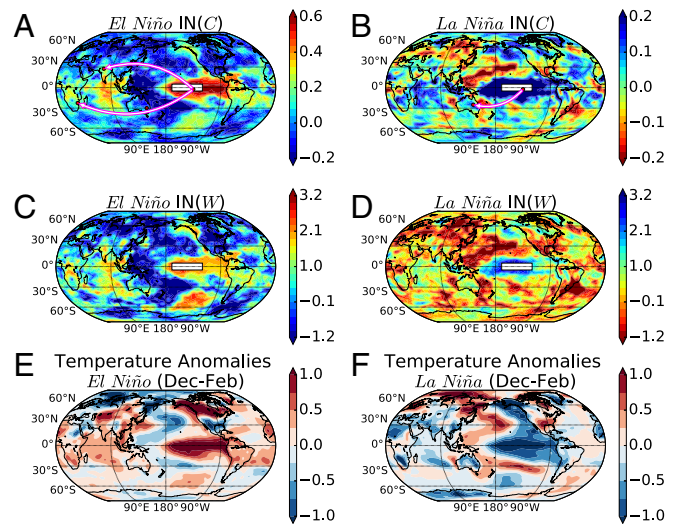 A El Niño IN(C)
60°N
30°N
0°
30°S
60°S
90°E 180° 90°W
0.6
0.4
0.2
0.0
−0.2
B La Niña IN(C)
60°N
30°N
0°
30°S
60°S
90°E 180° 90°W
0.2
0.1
0.0
−0.1
−0.2
C El Niño IN(W)
60°N
30°N
0°
30°S
60°S
90°E 180° 90°W
3.2
2.1
1.0
−0.1
−1.2
D La Niña IN(W)
60°N
30°N
0°
30°S
60°S
90°E 180° 90°W
3.2
2.1
1.0
−0.1
−1.2
E Temperature Anomalies
El Niño (Dec-Feb)
60°N
30°N
0°
30°S
60°S
90°E 180° 90°W
1.0
0.5
0.0
−0.5
−1.0
F Temperature Anomalies
La Niña (Dec-Feb)
60°N
30°N
0°
30°S
60°S
90°E 180° 90°W
1.0
0.5
0.0
−0.5
−1.0